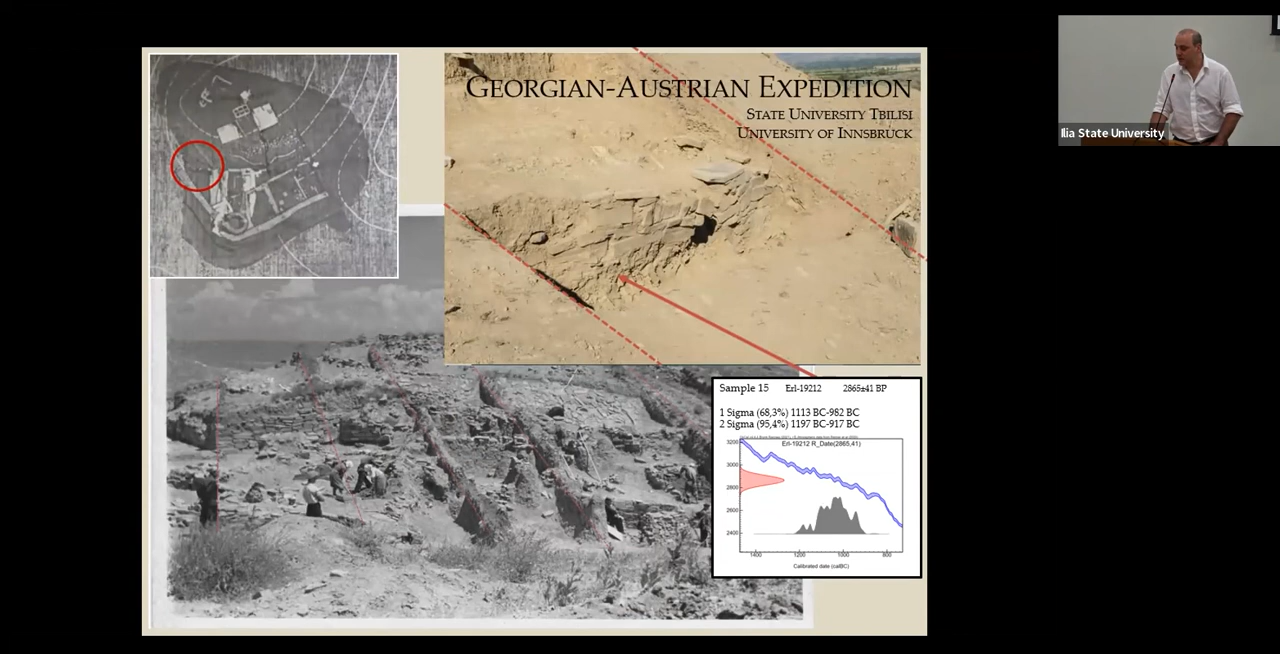 GEORGIAN-AUSTRIAN EXPEDITION
STATE UNIVERSITY TBILISI
UNIVERSITY OF INNSBRUCK
Ilia State University
Sample 15 Erl-19212 2865±41 BP
1 Sigma (68,3%) 1113 BC-982 BC
2 Sigma (95,4%) 1197 BC-917 BC
Erl-19212 R_Date(2865,41)
3200
3000
2800
2600
2400
1400 1200 1000 800
Calibrated date (calBC)